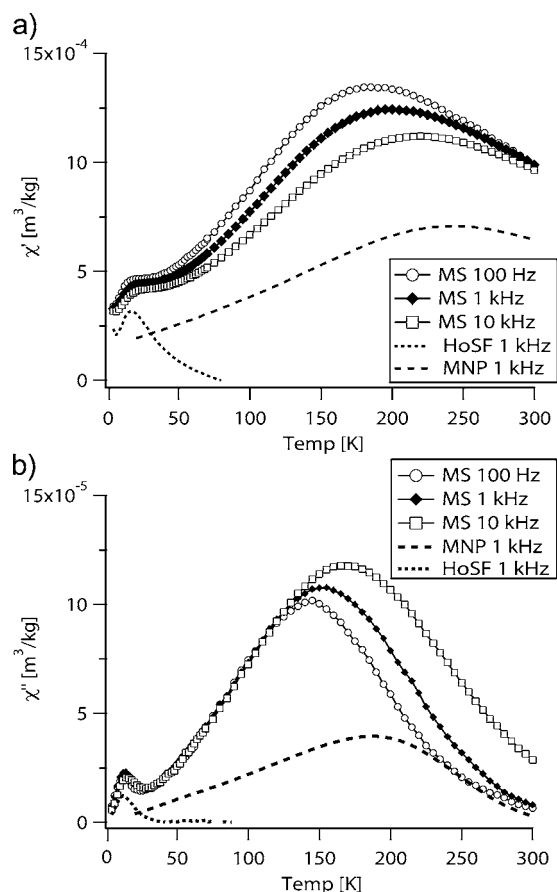 a)
15x10-4
10
5
0
χ' [m3/kg]
MS 100 Hz
MS 1 kHz
MS 10 kHz
HoSF 1 kHz
MNP 1 kHz
0 50 100 150 200 250 300
Temp [K]
b)
15x10-5
10
5
0
χ" [m3/kg]
MS 100 Hz
MS 1 kHz
MS 10 kHz
MNP 1 kHz
HoSF 1 kHz
0 50 100 150 200 250 300
Temp [K]